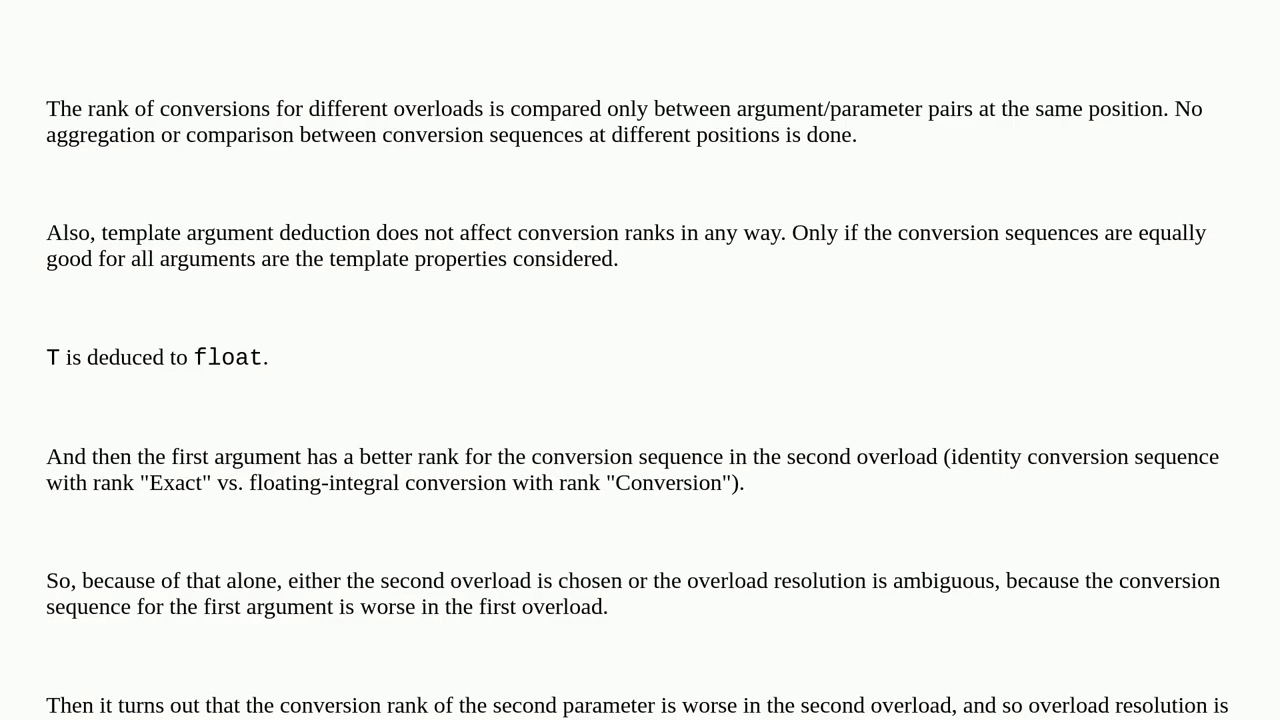 The rank of conversions for different overloads is compared only between argument/parameter pairs at the same position. No
aggregation or comparison between conversion sequences at different positions is done.
Also, template argument deduction does not affect conversion ranks in any way. Only if the conversion sequences are equally
good for all arguments are the template properties considered.
T is deduced to float.
And then the first argument has a better rank for the conversion sequence in the second overload (identity conversion sequence
with rank "Exact" vs. floating-integral conversion with rank "Conversion").
So, because of that alone, either the second overload is chosen or the overload resolution is ambiguous, because the conversion
sequence for the first argument is worse in the first overload.
Then it turns out that the conversion rank of the second parameter is worse in the second overload, and so overload resolution is